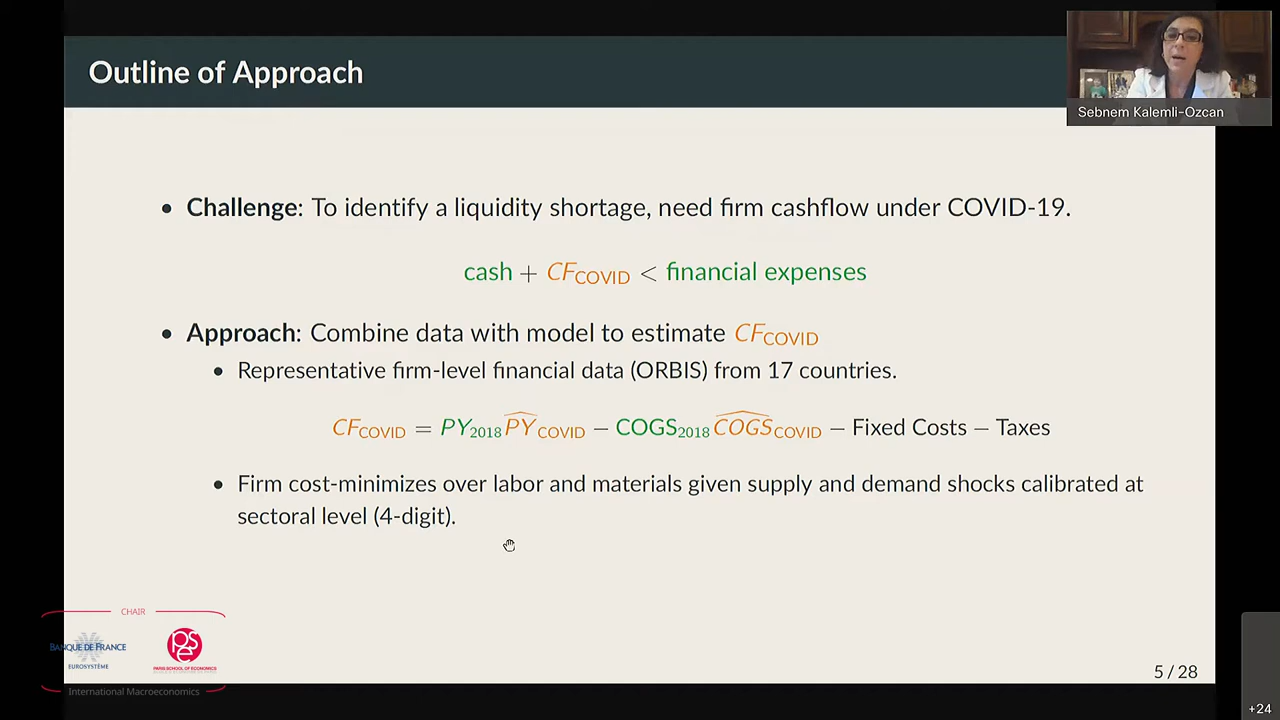 Outline of Approach
Sebnem Kalemli-Ozcan
• Challenge: To identify a liquidity shortage, need firm cashflow under COVID-19.
cash + CF_COVID < financial expenses
• Approach: Combine data with model to estimate CF_COVID
• Representative firm-level financial data (ORBIS) from 17 countries.
CF_COVID = PY_2018 \widehat{PY}_COVID − COGS_2018 \widehat{COGS}_COVID − Fixed Costs − Taxes
• Firm cost-minimizes over labor and materials given supply and demand shocks calibrated at
sectoral level (4-digit).
CHAIR
BANQUE DE FRANCE
EUROSYSTÈME
PSE
PARIS SCHOOL OF ECONOMICS
International Macroeconomics
5 / 28
+24